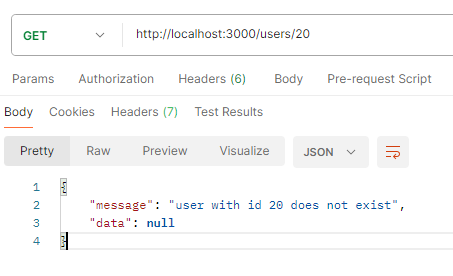 GET http://localhost:3000/users/20
Params Authorization Headers (6) Body Pre-request Script
Body Cookies Headers (7) Test Results
Pretty Raw Preview Visualize JSON
1 {
2 "message": "user with id 20 does not exist",
3 "data": null
4 }